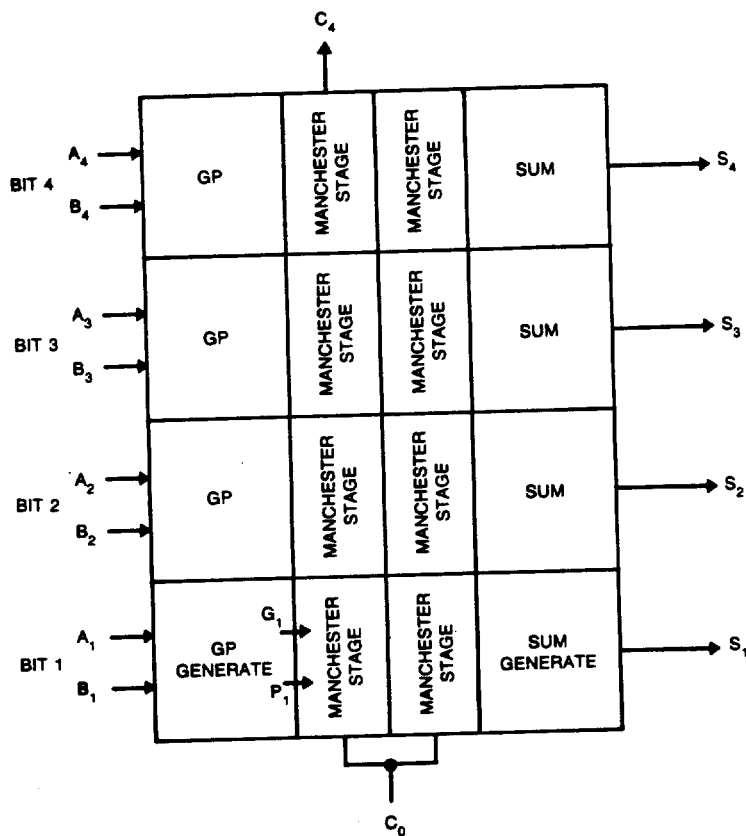 C4
BIT 4
A4
B4
GP
MANCHESTER STAGE
MANCHESTER STAGE
SUM
S4
BIT 3
A3
B3
GP
MANCHESTER STAGE
MANCHESTER STAGE
SUM
S3
BIT 2
A2
B2
GP
MANCHESTER STAGE
MANCHESTER STAGE
SUM
S2
BIT 1
A1
B1
GP
GENERATE
G1
P1
MANCHESTER STAGE
MANCHESTER STAGE
SUM
GENERATE
S1
C0